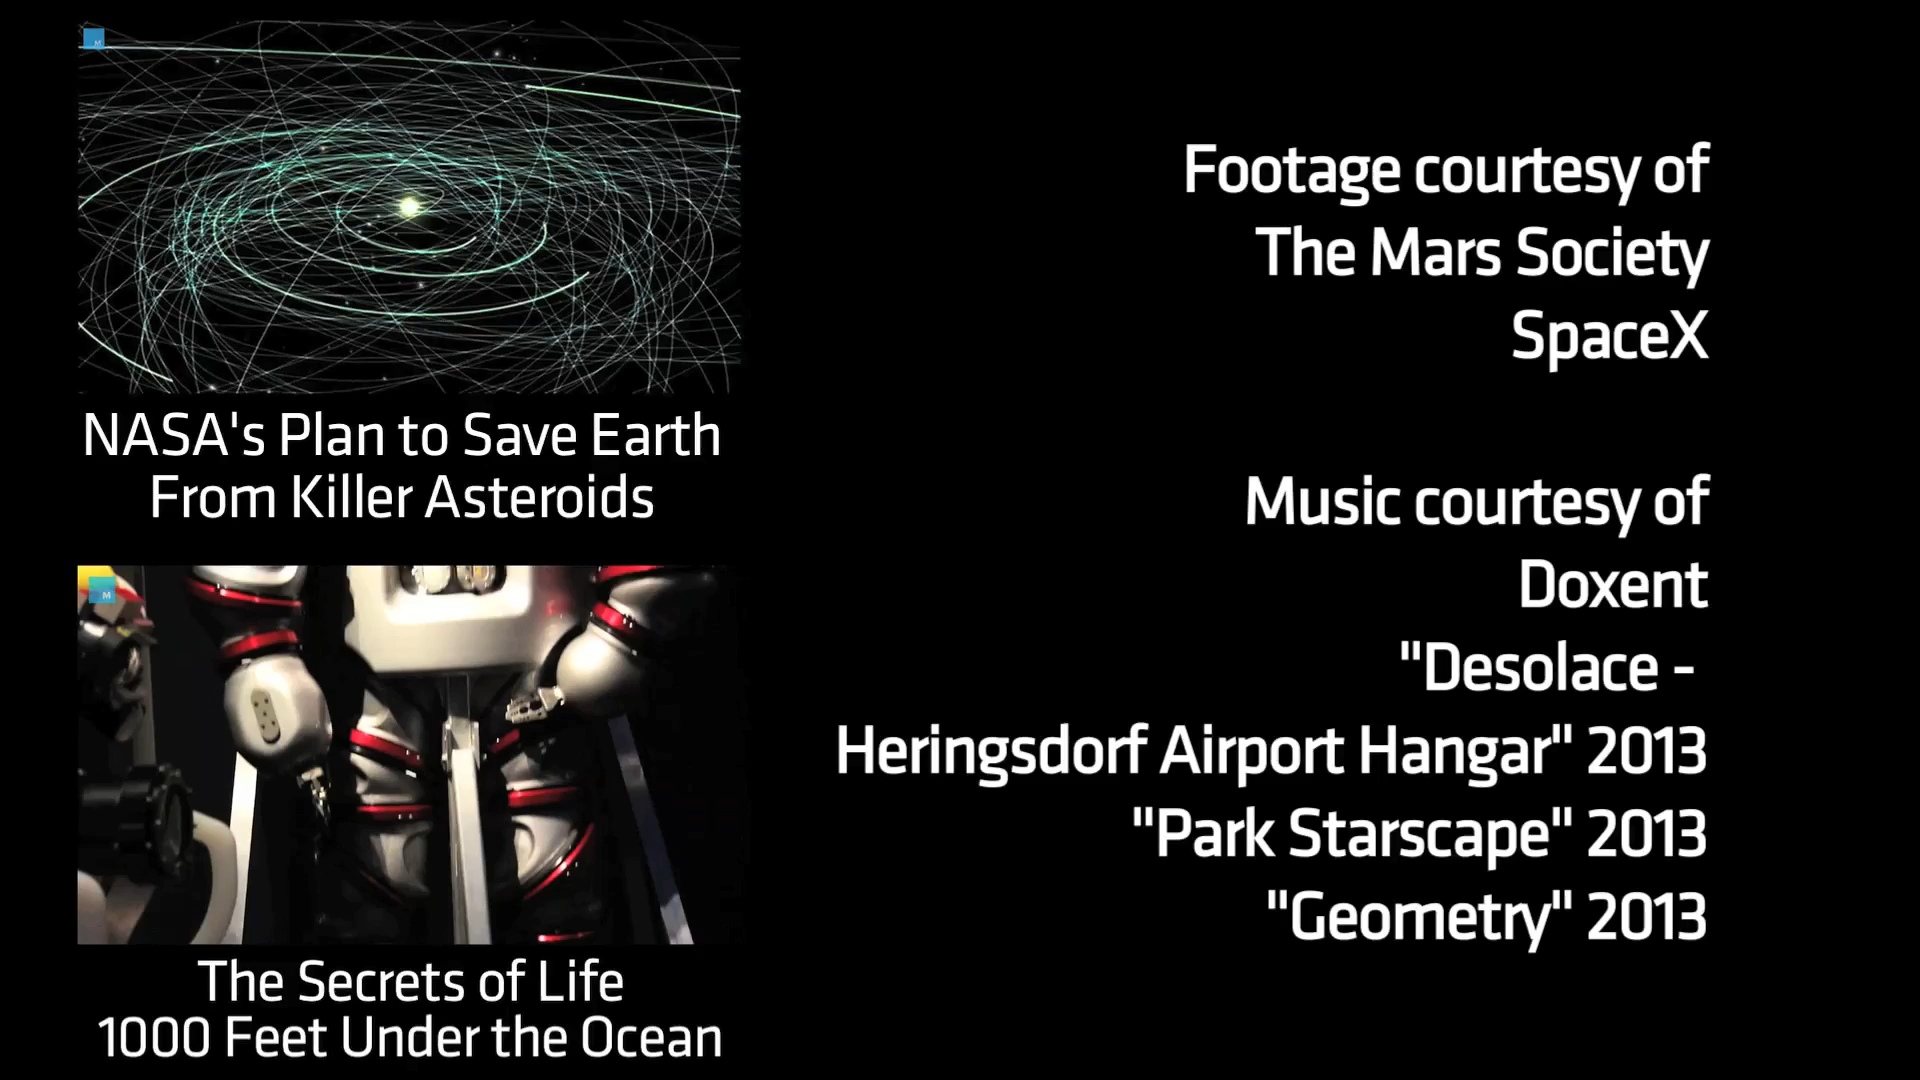 M
NASA's Plan to Save Earth
From Killer Asteroids
M
The Secrets of Life
1000 Feet Under the Ocean
Footage courtesy of
The Mars Society
SpaceX
Music courtesy of
Doxent
"Desolace -
Heringsdorf Airport Hangar" 2013
"Park Starscape" 2013
"Geometry" 2013